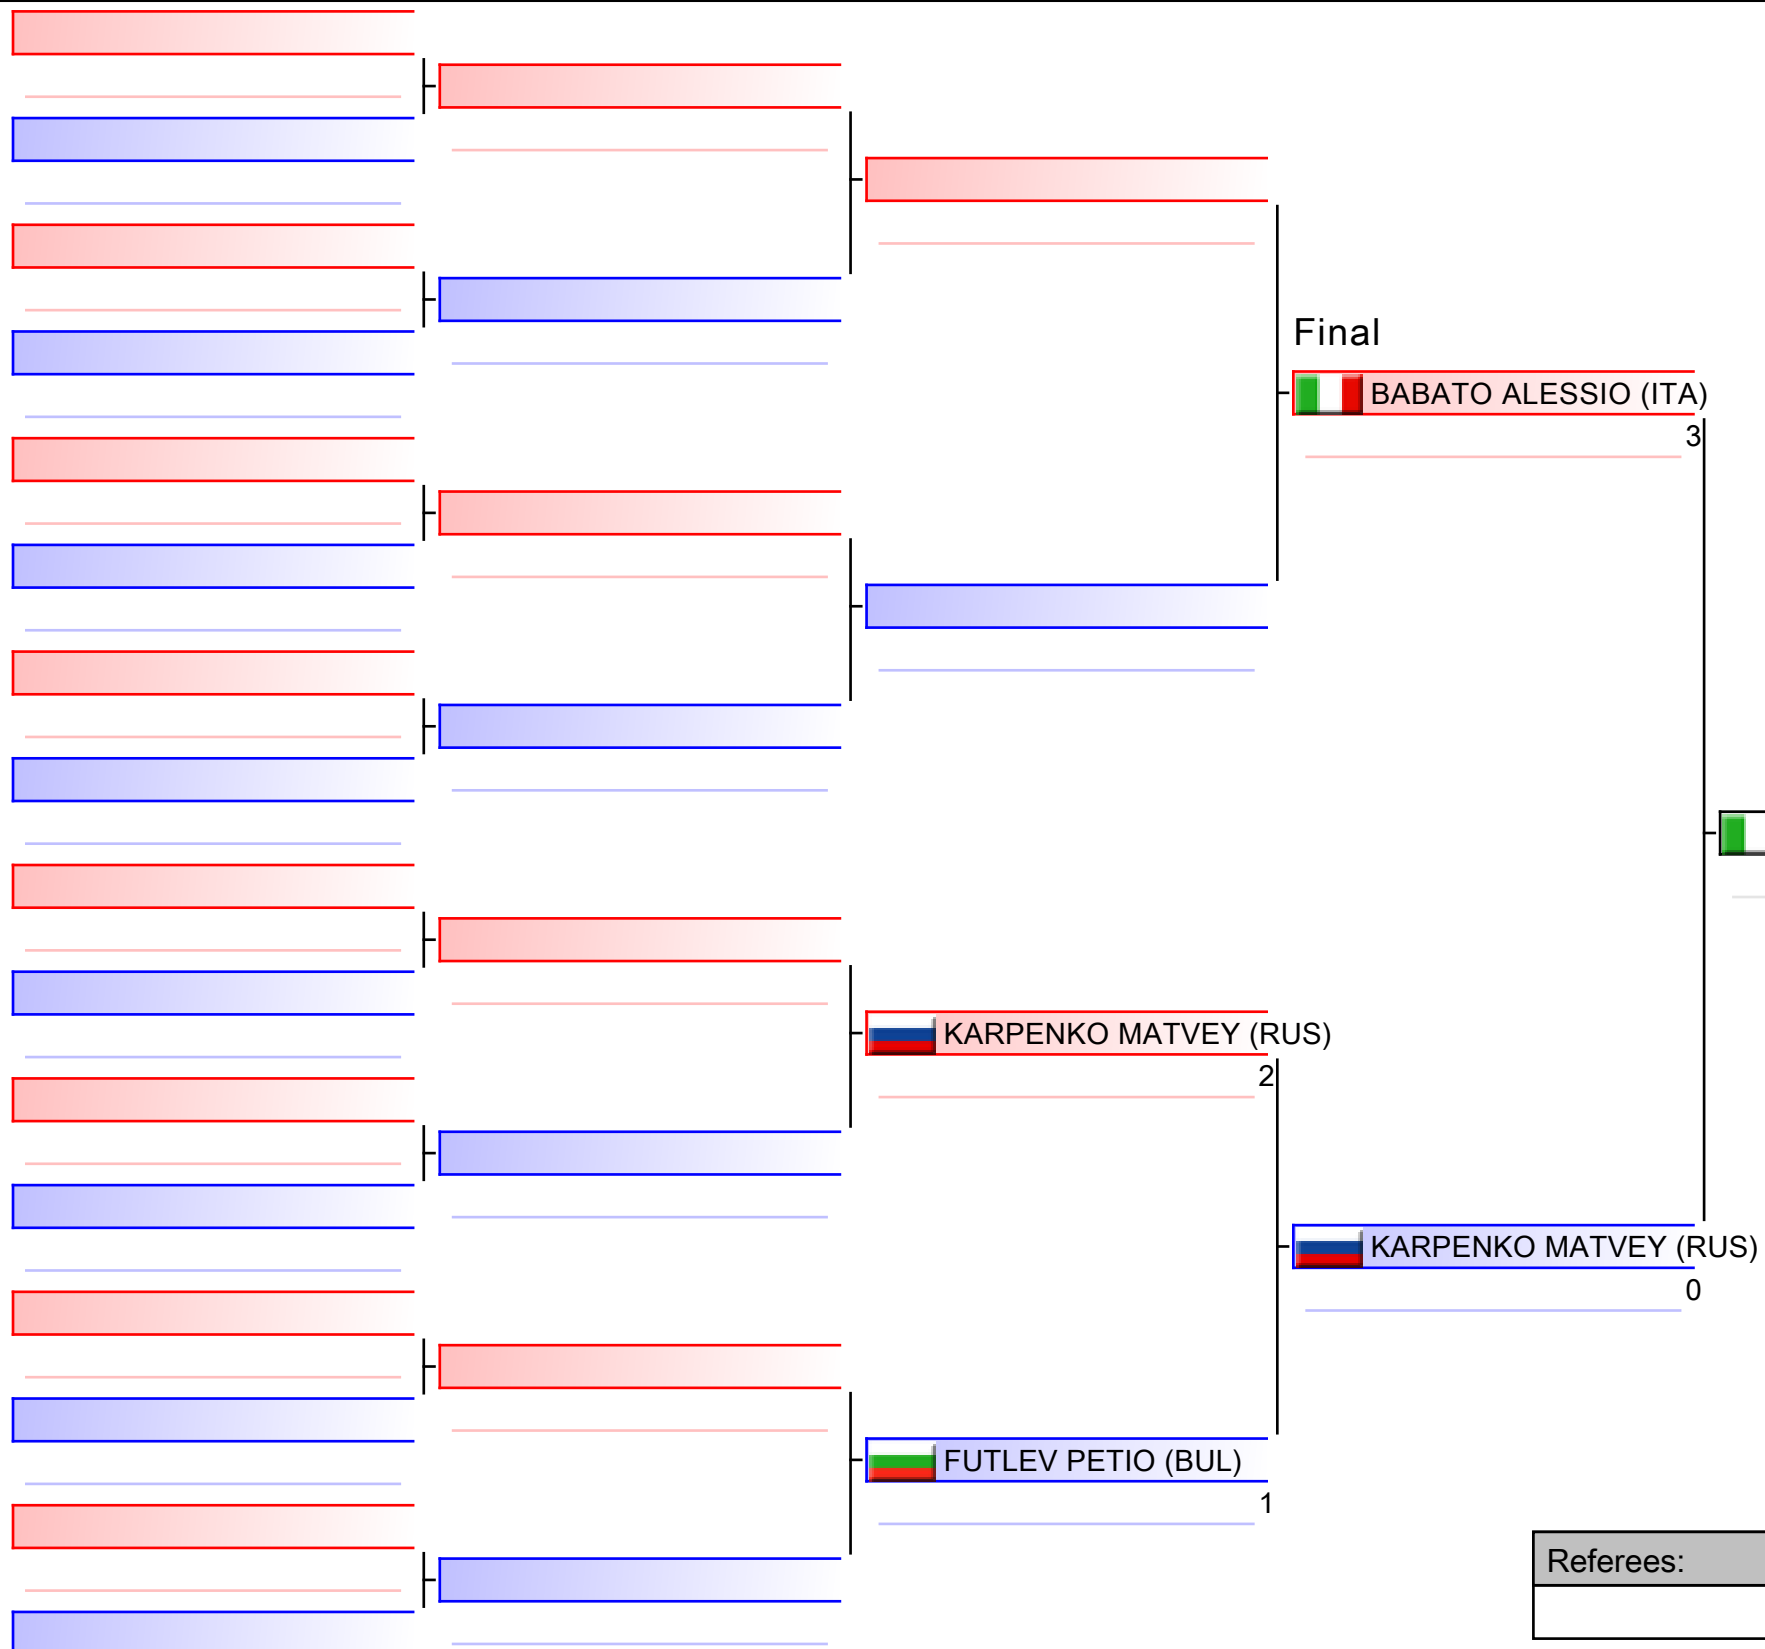 Final
BABATO ALESSIO (ITA)
3
KARPENKO MATVEY (RUS)
2
KARPENKO MATVEY (RUS)
0
FUTLEV PETIO (BUL)
1
Referees: